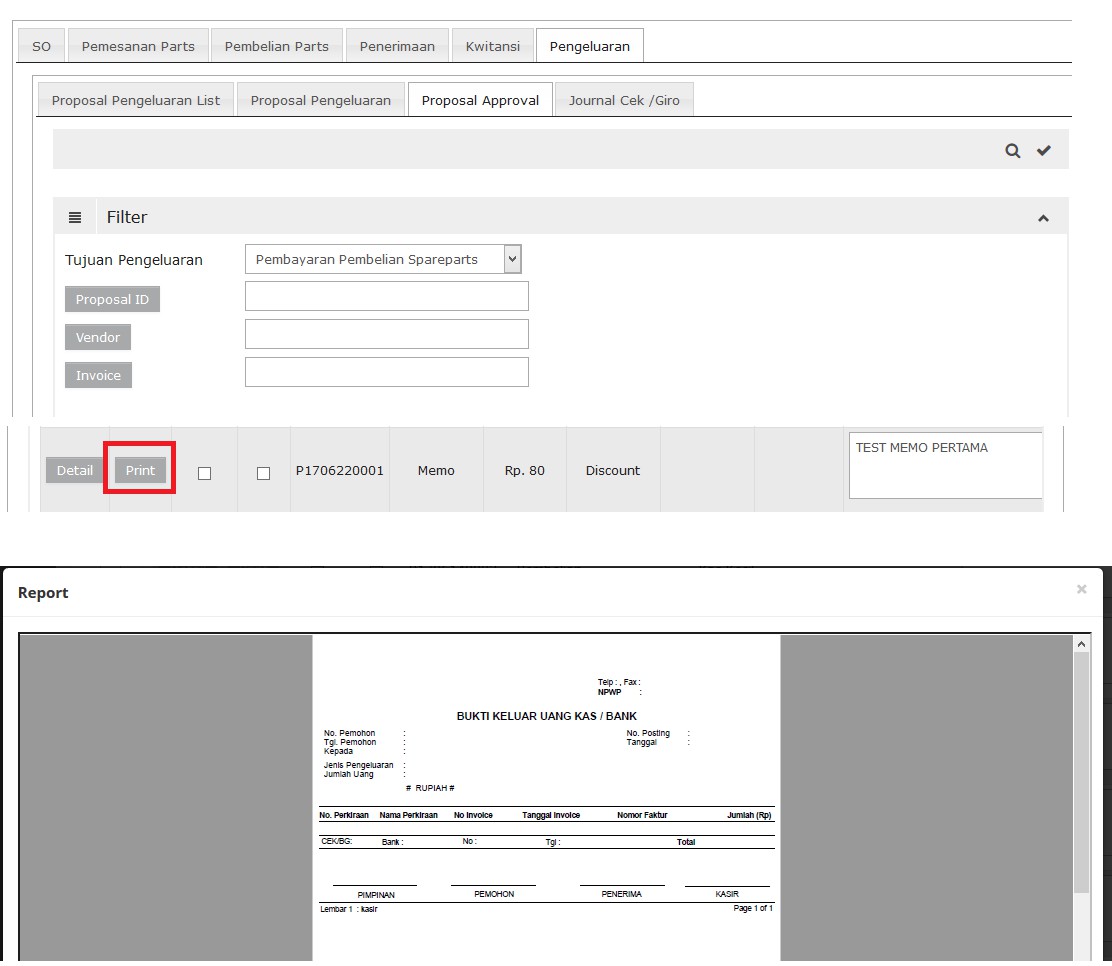 SO Pemesanan Parts Pembelian Parts Penerimaan Kwitansi Pengeluaran
Proposal Pengeluaran List Proposal Pengeluaran Proposal Approval Journal Cek /Giro
Filter
Tujuan Pengeluaran Pembayaran Pembelian Spareparts
Proposal ID
Vendor
Invoice
Detail Print P1706220001 Memo Rp. 80 Discount TEST MEMO PERTAMA
Report ×
Telp : , Fax :
NPWP :
BUKTI KELUAR UANG KAS / BANK
No. Pemohon : No. Posting :
Tgl. Pemohon : Tanggal :
Kepada :
Jenis Pengeluaran :
Jumlah Uang :
# RUPIAH #
No. Perkiraan Nama Perkiraan No Invoice Tanggal Invoice Nomor Faktur Jumlah (Rp)
CEK/BG: Bank : No : Tgl : Total
PIMPINAN PEMOHON PENERIMA KASIR
Lembar 1 : kasir Page 1 of 1